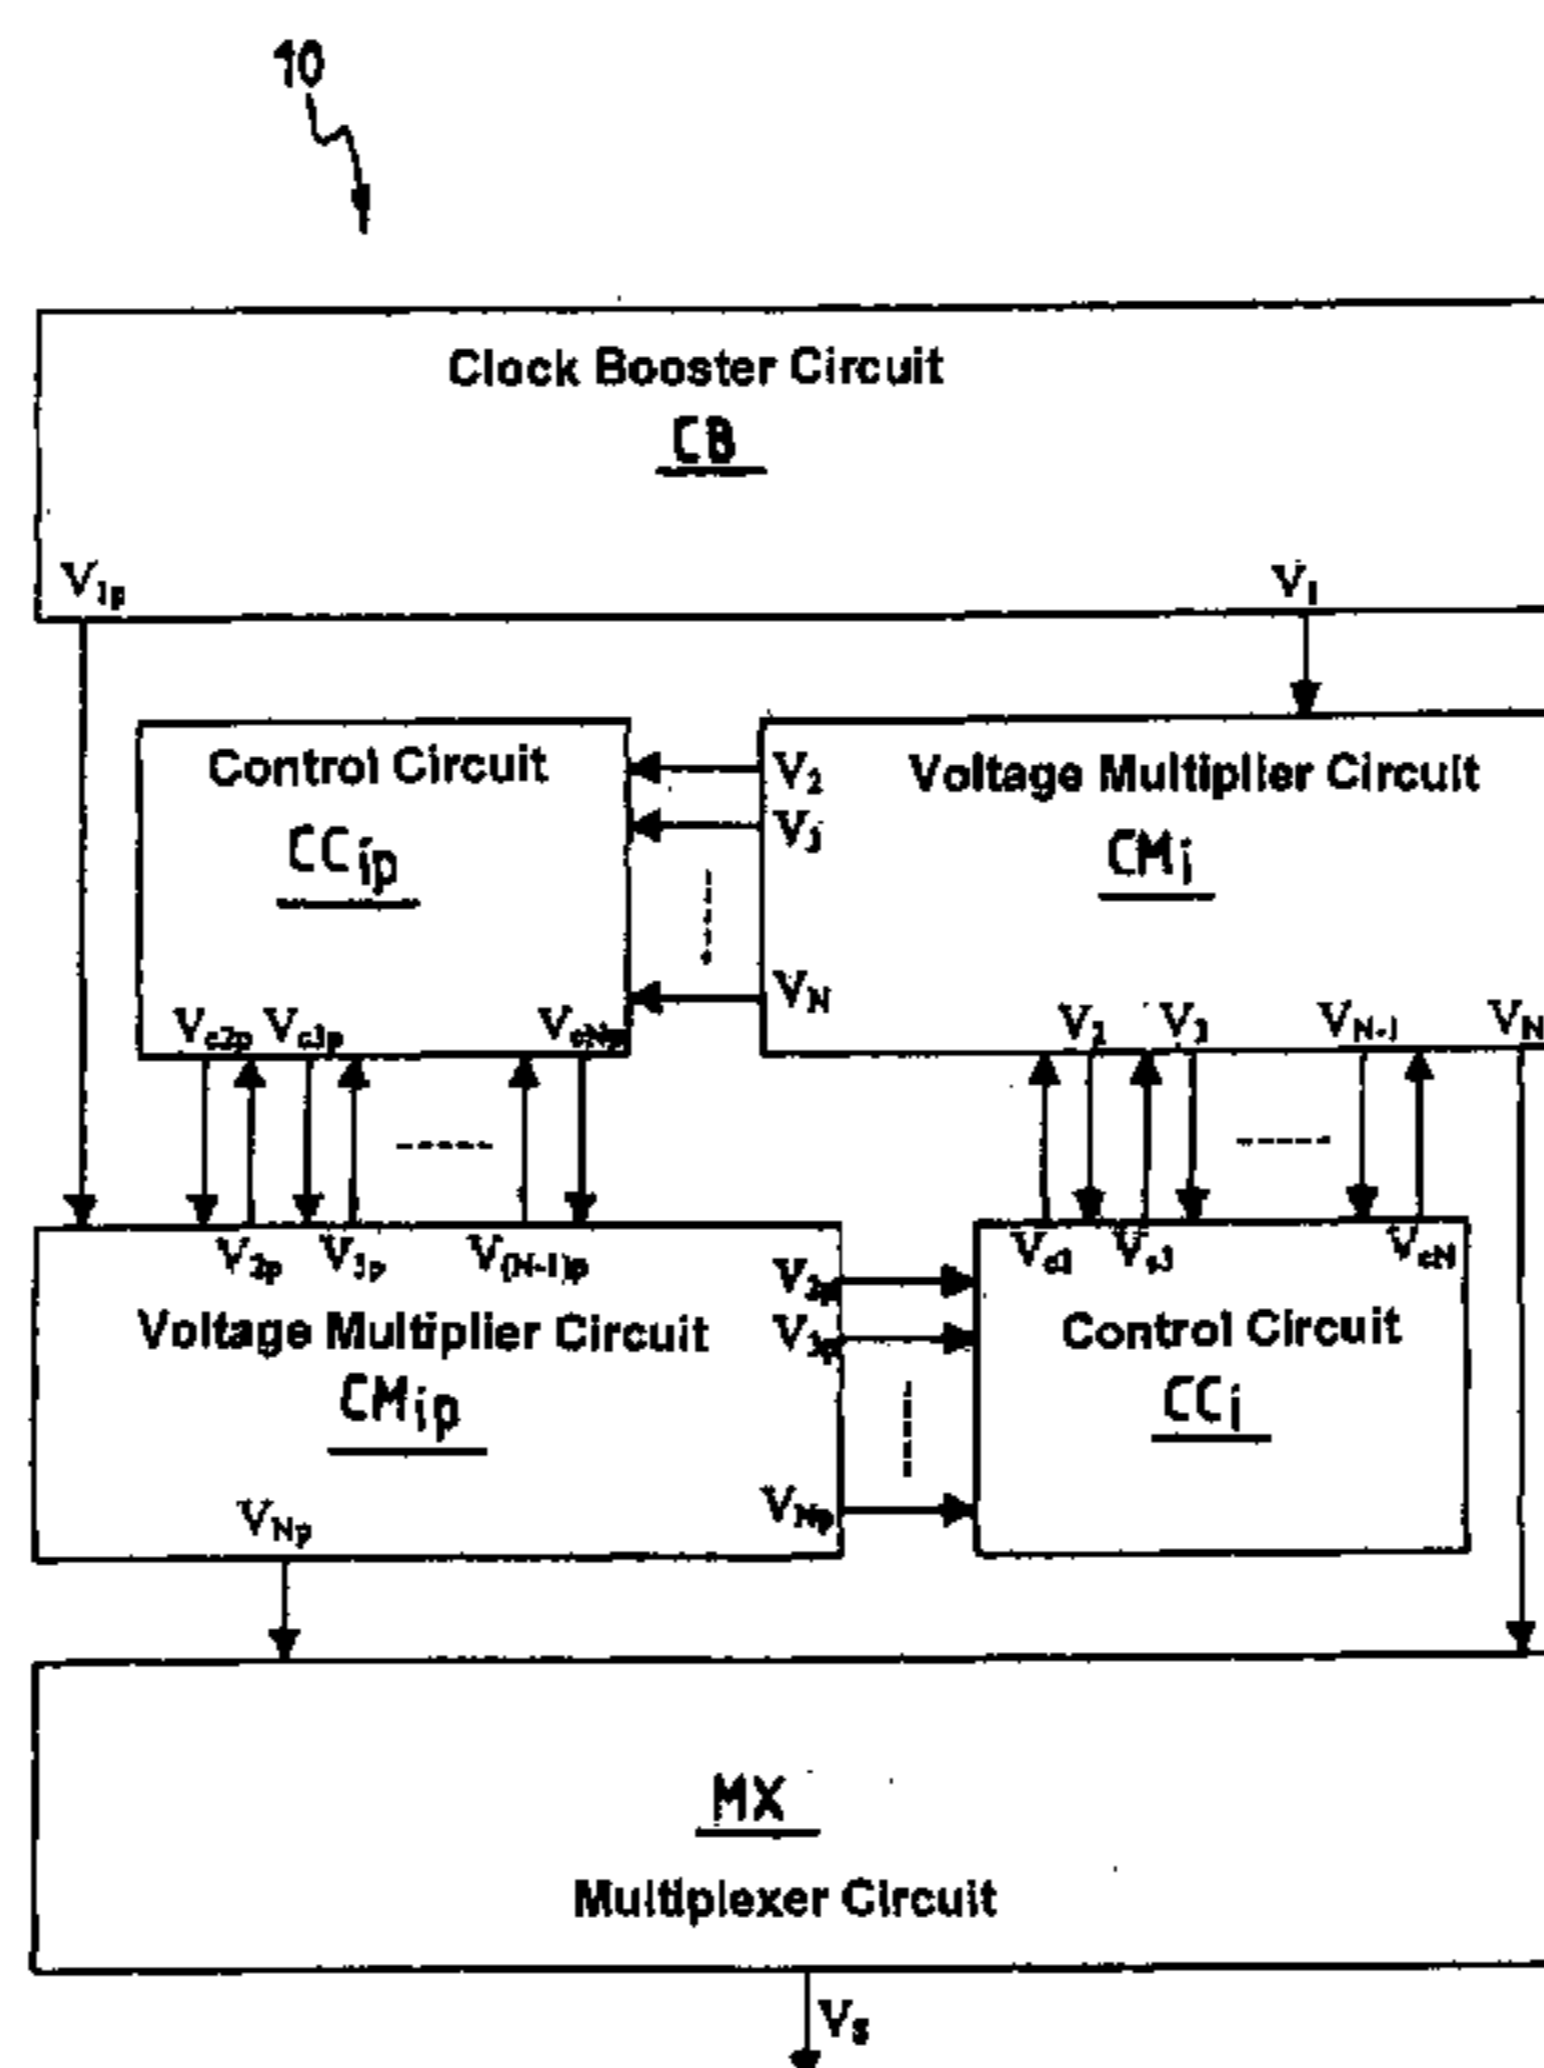 10
Clock Booster Circuit
CB
V1p
V1
Control Circuit
CCip
V2
V3
VN
Voltage Multiplier Circuit
CMi
Vc2p Vc3p VcNp
V2 V3 VN-1 VN
V2p V3p V(N-1)p
Voltage Multiplier Circuit
CMip
V2p
V3p
VNp
VNp
Vc2 Vc3 VcN
Control Circuit
CCi
MX
Multiplexer Circuit
VS